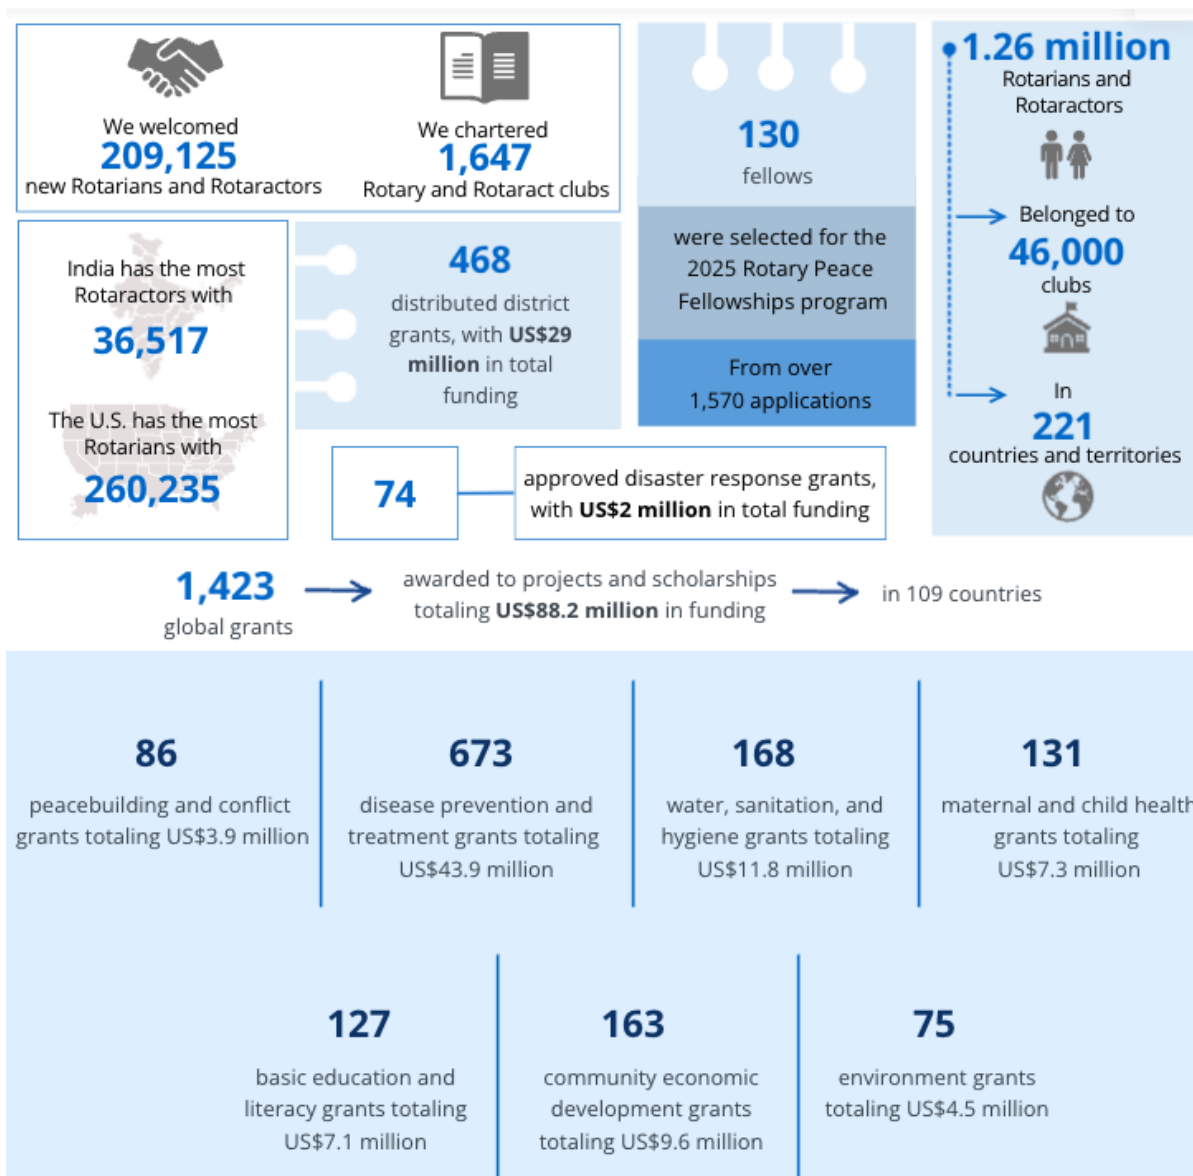 We welcomed
209,125
new Rotarians and Rotaractors
We chartered
1,647
Rotary and Rotaract clubs
130
fellows
were selected for the
2025 Rotary Peace
Fellowships program
From over
1,570 applications
1.26 million
Rotarians and
Rotaractors
Belonged to
46,000
clubs
In
221
countries and territories
India has the most
Rotaractors with
36,517
The U.S. has the most
Rotarians with
260,235
468
distributed district
grants, with US$29
million in total
funding
74
approved disaster response grants,
with US$2 million in total funding
1,423
global grants
awarded to projects and scholarships
totaling US$88.2 million in funding
in 109 countries
86
peacebuilding and conflict
grants totaling US$3.9 million
673
disease prevention and
treatment grants totaling
US$43.9 million
168
water, sanitation, and
hygiene grants totaling
US$11.8 million
131
maternal and child health
grants totaling
US$7.3 million
127
basic education and
literacy grants totaling
US$7.1 million
163
community economic
development grants
totaling US$9.6 million
75
environment grants
totaling US$4.5 million